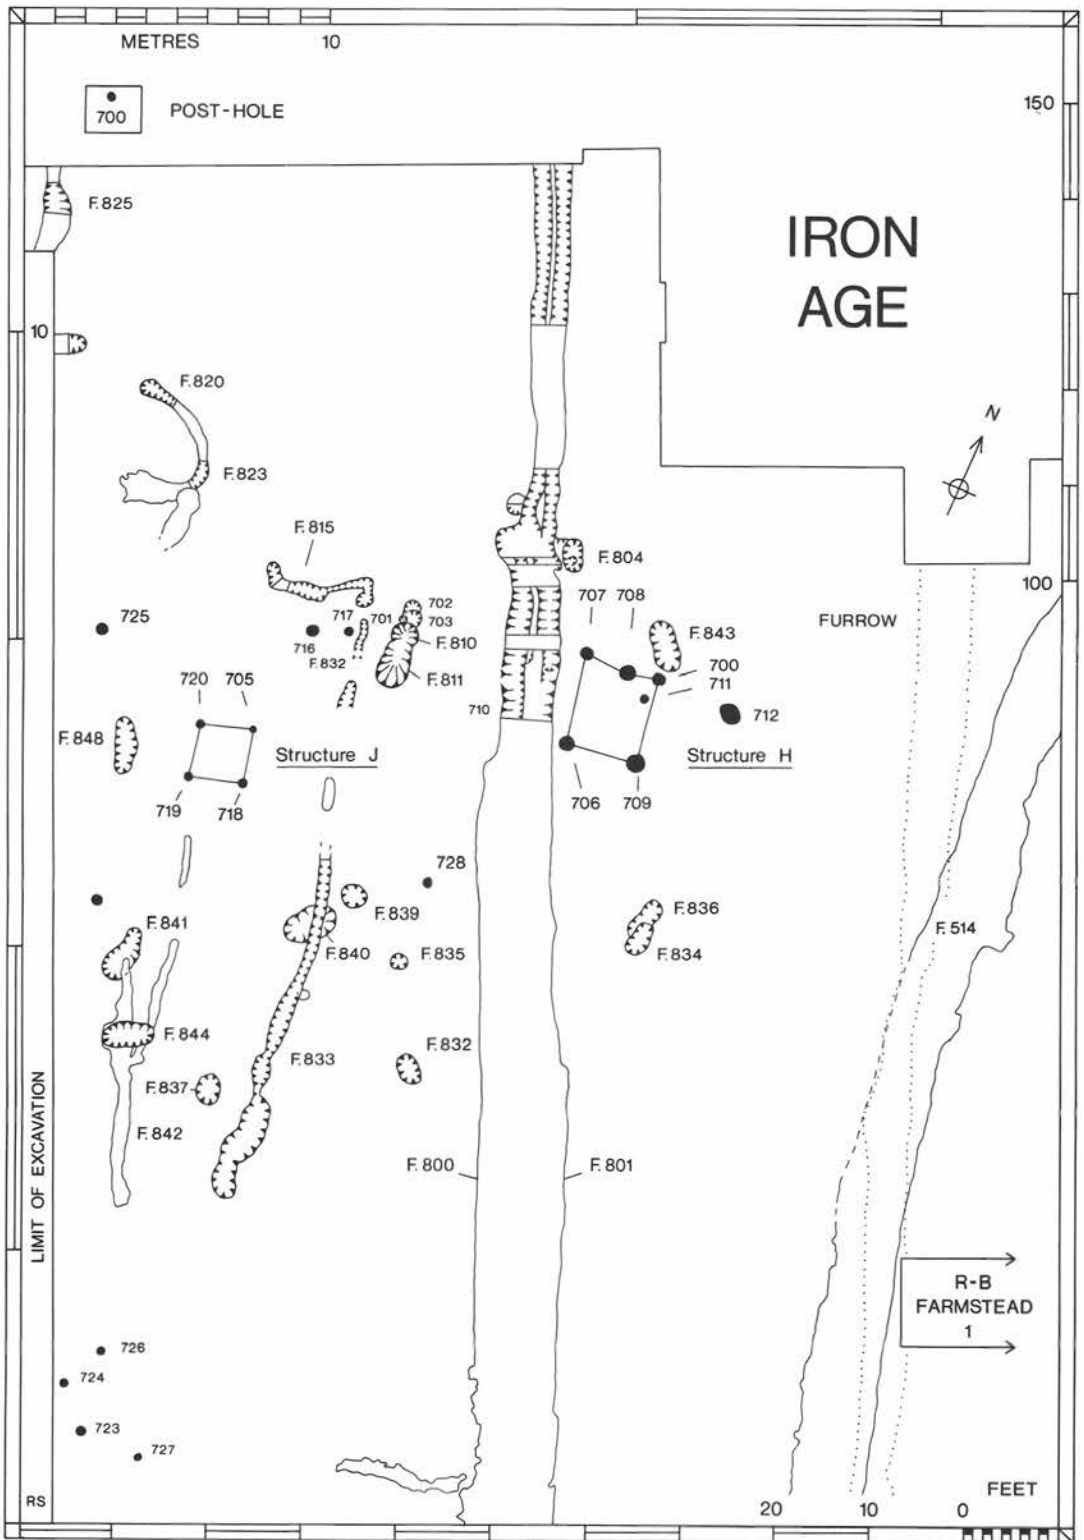 METRES 10
150
700 POST-HOLE
F.825
IRON
AGE
10
F.820
N
F.823
F.815
F.804
100
707 708
FURROW
702
725
717 701 703
F.843
716
F.810
F.832
700
F.811
711
720 705
710
712
F.848
Structure J
Structure H
719 718
706 709
728
F.839
F.836
F.841
F.514
F.840
F.835
F.834
F.844
F.832
F.833
F.837
F.842
LIMIT OF EXCAVATION
F.800
F.801
R-B
FARMSTEAD
1
726
724
723
727
FEET
RS
20 10 0